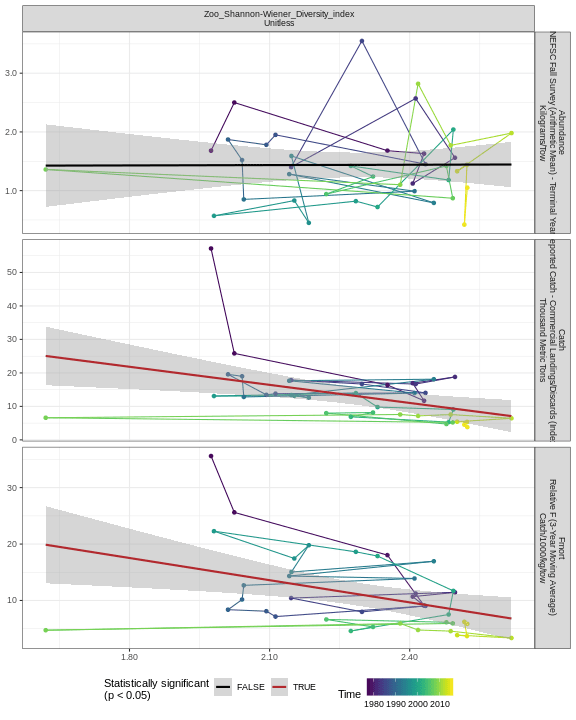 Zoo_Shannon-Wiener_Diversity_index
Unitless
3.0
2.0
1.0
Abundance
NEFSC Fall Survey (Arithmetic Mean) - Terminal Year
Kilograms/Tow
50
40
30
20
10
0
Catch
eported Catch - Commercial Landings/Discards (Inde
Thousand Metric Tons
30
20
10
Fmort
Relative F (3-Year Moving Average)
Catch/1000/kg/tow
1.80
2.10
2.40
Statistically significant
(p < 0.05)
FALSE
TRUE
Time
1980 1990 2000 2010